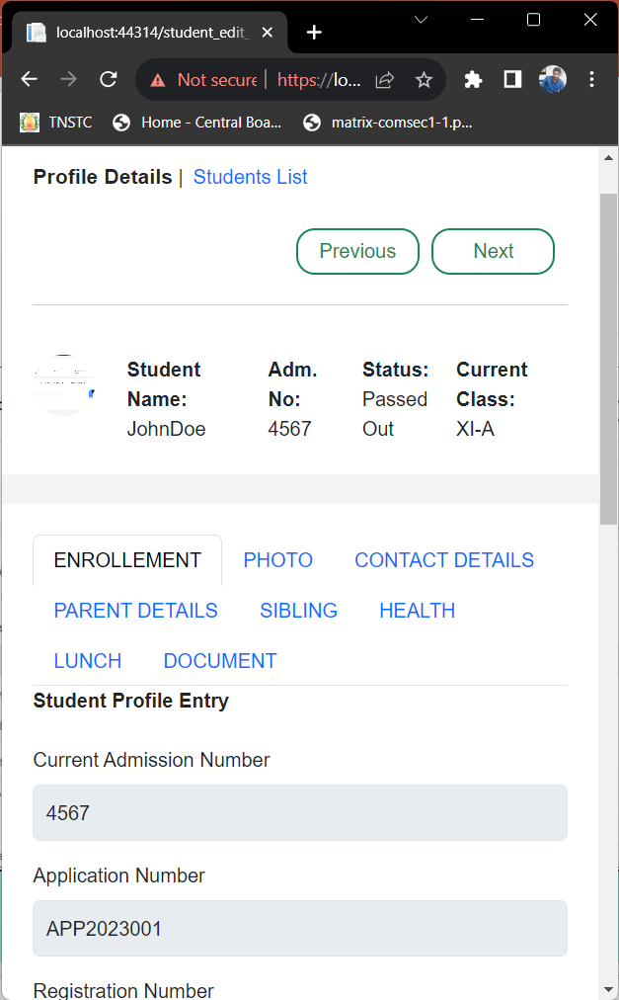 localhost:44314/student_edit_
Not secure https://lo...
TNSTC Home - Central Boa... matrix-comsec1-1.p...
Profile Details | Students List
Previous Next
Student Name: JohnDoe
Adm. No: 4567
Status: Passed Out
Current Class: XI-A
ENROLLEMENT PHOTO CONTACT DETAILS
PARENT DETAILS SIBLING HEALTH
LUNCH DOCUMENT
Student Profile Entry
Current Admission Number
4567
Application Number
APP2023001
Registration Number